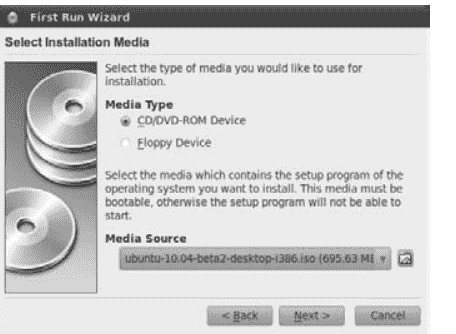 First Run Wizard
Select Installation Media
Select the type of media you would like to use for
installation.
Media Type
CD/DVD-ROM Device
Floppy Device
Select the media which contains the setup program of the
operating system you want to install. This media must be
bootable, otherwise the setup program will not be able to
start.
Media Source
ubuntu-10.04-beta2-desktop-i386.iso (695.63 ME
< Back Next > Cancel